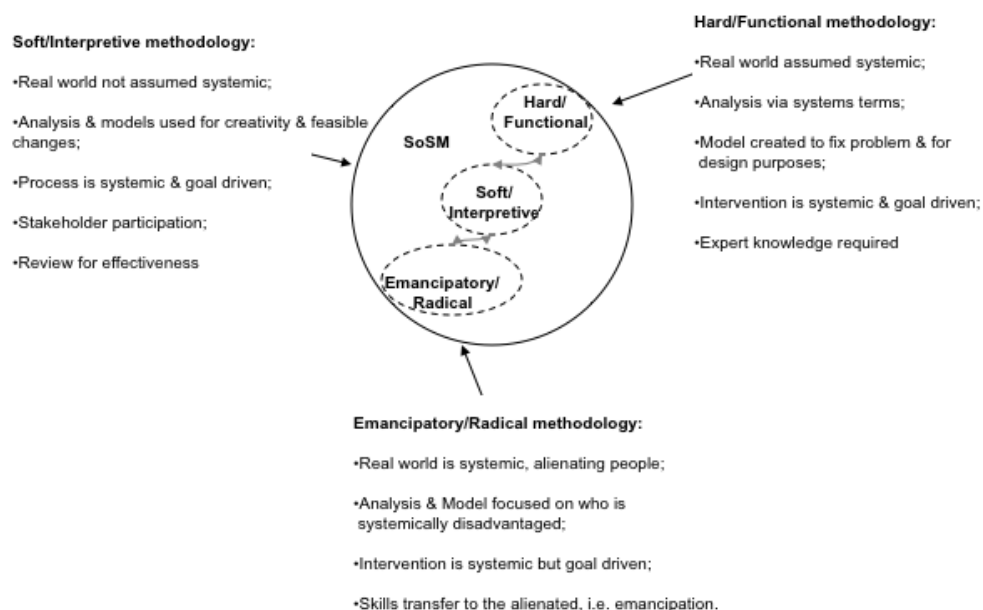 Soft/Interpretive methodology:
•Real world not assumed systemic;
•Analysis & models used for creativity & feasible
changes;
•Process is systemic & goal driven;
•Stakeholder participation;
•Review for effectiveness
SoSM
Hard/
Functional
Soft/
Interpretive
Emancipatory/
Radical
Hard/Functional methodology:
•Real world assumed systemic;
•Analysis via systems terms;
•Model created to fix problem & for
design purposes;
•Intervention is systemic & goal driven;
•Expert knowledge required
Emancipatory/Radical methodology:
•Real world is systemic, alienating people;
•Analysis & Model focused on who is
systemically disadvantaged;
•Intervention is systemic but goal driven;
•Skills transfer to the alienated, i.e. emancipation.